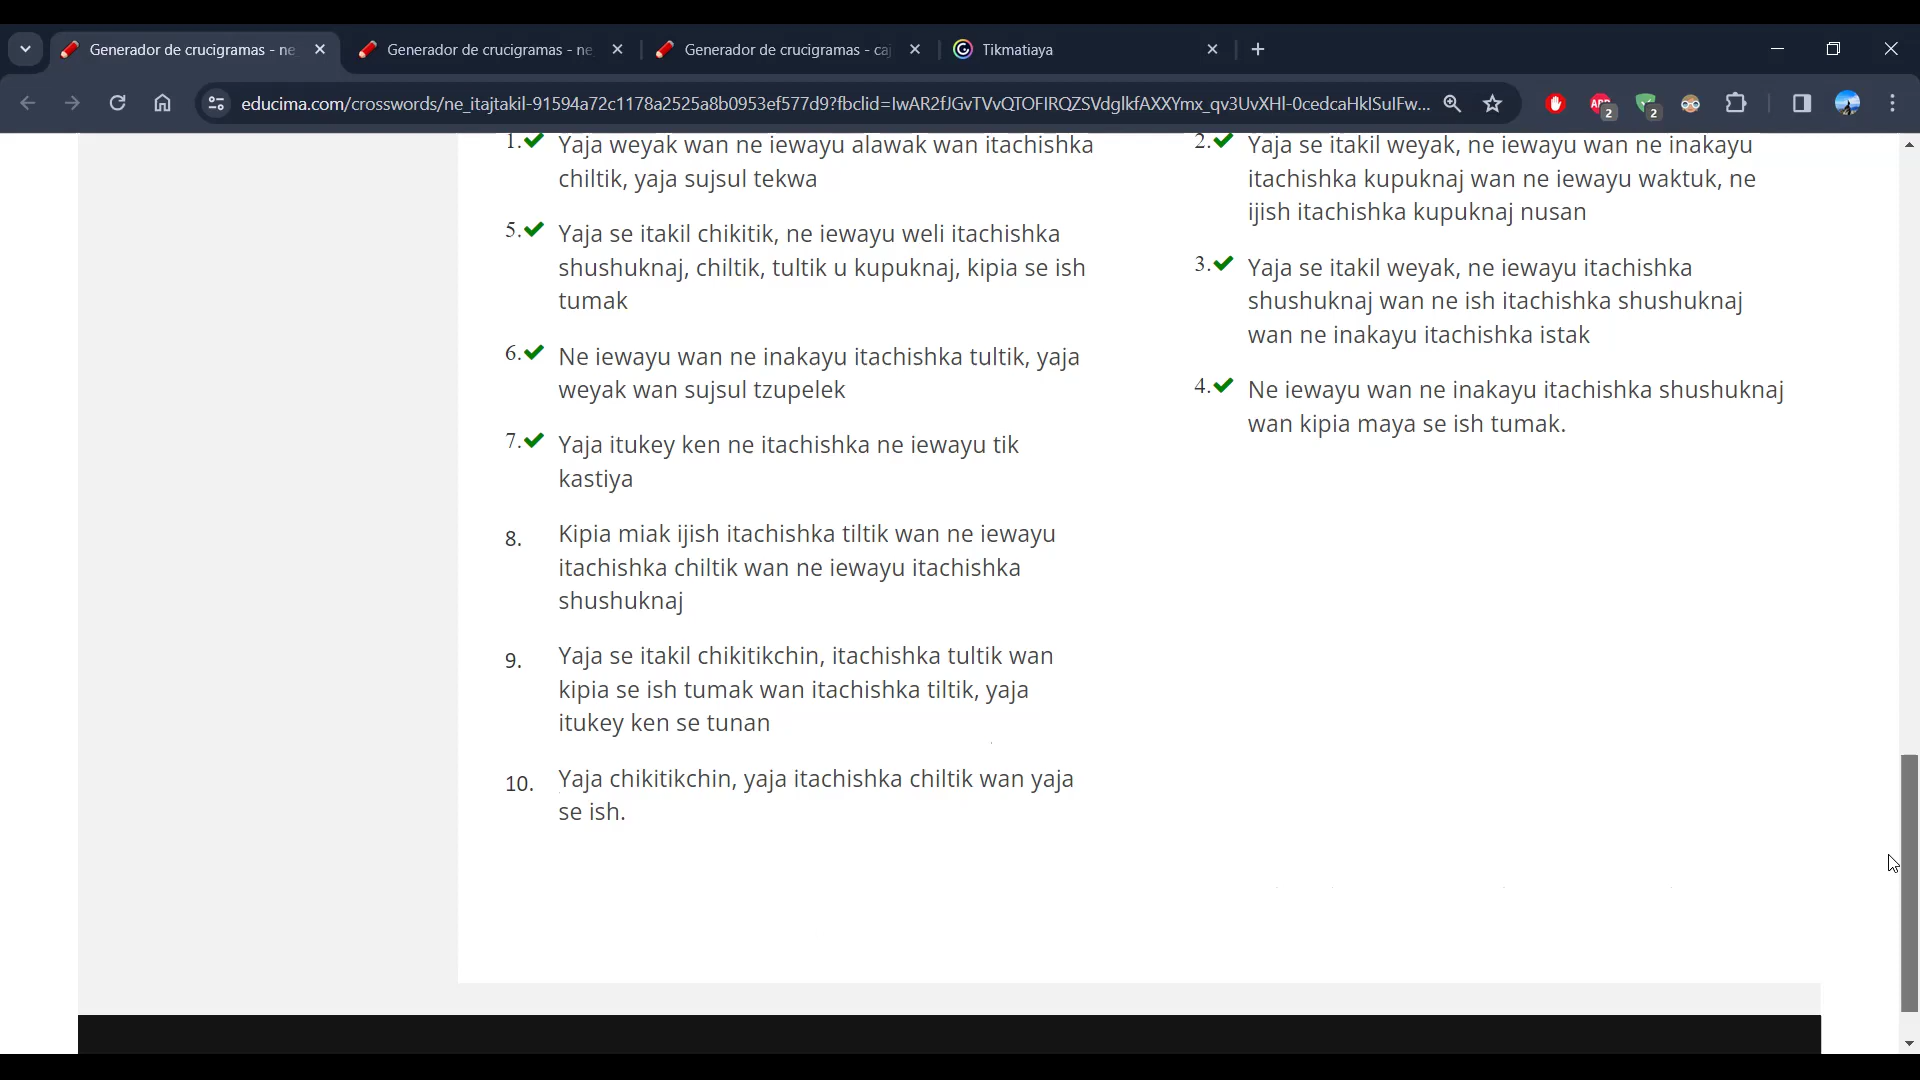 Generador de crucigramas - ne
Generador de crucigramas - ne
Generador de crucigramas - caj
Tikmatiaya
educima.com/crosswords/ne_itajtakil-91594a72c1178a2525a8b0953ef577d9?fbclid=IwAR2fJGvTVvQTOFIRQZSVdglkfAXXYmx_qv3UvXHl-0cedcaHkISulFw...
ABP
2
2
1. Yaja weyak wan ne iewayu alawak wan itachishka
chiltik, yaja sujsul tekwa
5. Yaja se itakil chikitik, ne iewayu weli itachishka
shushuknaj, chiltik, tultik u kupuknaj, kipia se ish
tumak
6. Ne iewayu wan ne inakayu itachishka tultik, yaja
weyak wan sujsul tzupelek
7. Yaja itukey ken ne itachishka ne iewayu tik
kastiya
8. Kipia miak ijish itachishka tiltik wan ne iewayu
itachishka chiltik wan ne iewayu itachishka
shushuknaj
9. Yaja se itakil chikitikchin, itachishka tultik wan
kipia se ish tumak wan itachishka tiltik, yaja
itukey ken se tunan
10. Yaja chikitikchin, yaja itachishka chiltik wan yaja
se ish.
2. Yaja se itakil weyak, ne iewayu wan ne inakayu
itachishka kupuknaj wan ne iewayu waktuk, ne
ijish itachishka kupuknaj nusan
3. Yaja se itakil weyak, ne iewayu itachishka
shushuknaj wan ne ish itachishka shushuknaj
wan ne inakayu itachishka istak
4. Ne iewayu wan ne inakayu itachishka shushuknaj
wan kipia maya se ish tumak.